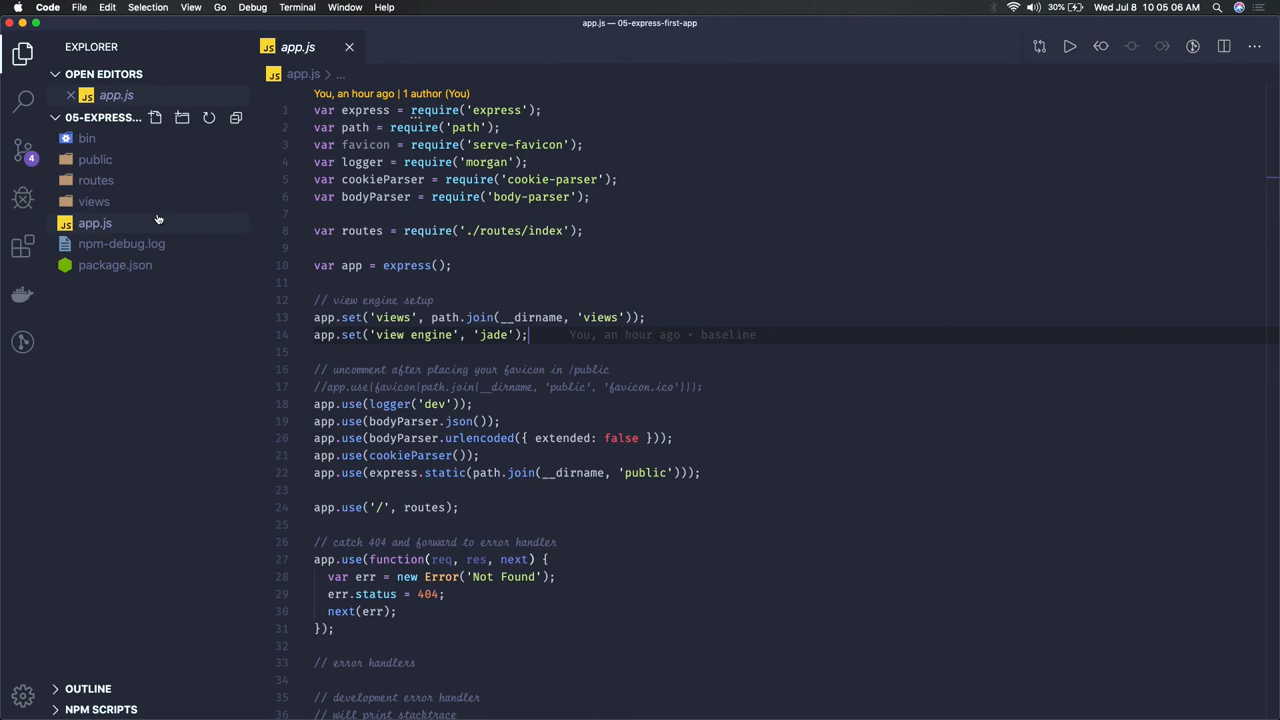 Code File Edit Selection View Go Debug Terminal Window Help 30% Wed Jul 8 10:05:06 AM
app.js — 05-express-first-app
EXPLORER
JS app.js
OPEN EDITORS
JS app.js
JS app.js > ...
05-EXPRESS...
bin
public
4
routes
views
JS app.js
npm-debug.log
package.json
OUTLINE
NPM SCRIPTS
You, an hour ago | 1 author (You)
1 var express = require('express');
2 var path = require('path');
3 var favicon = require('serve-favicon');
4 var logger = require('morgan');
5 var cookieParser = require('cookie-parser');
6 var bodyParser = require('body-parser');
7
8 var routes = require('./routes/index');
9
10 var app = express();
11
12 // view engine setup
13 app.set('views', path.join(__dirname, 'views'));
14 app.set('view engine', 'jade'); You, an hour ago • baseline
15
16 // uncomment after placing your favicon in /public
17 //app.use(favicon(path.join(__dirname, 'public', 'favicon.ico')));
18 app.use(logger('dev'));
19 app.use(bodyParser.json());
20 app.use(bodyParser.urlencoded({ extended: false }));
21 app.use(cookieParser());
22 app.use(express.static(path.join(__dirname, 'public')));
23
24 app.use('/', routes);
25
26 // catch 404 and forward to error handler
27 app.use(function(req, res, next) {
28 var err = new Error('Not Found');
29 err.status = 404;
30 next(err);
31 });
32
33 // error handlers
34
35 // development error handler
36 // will print stacktrace